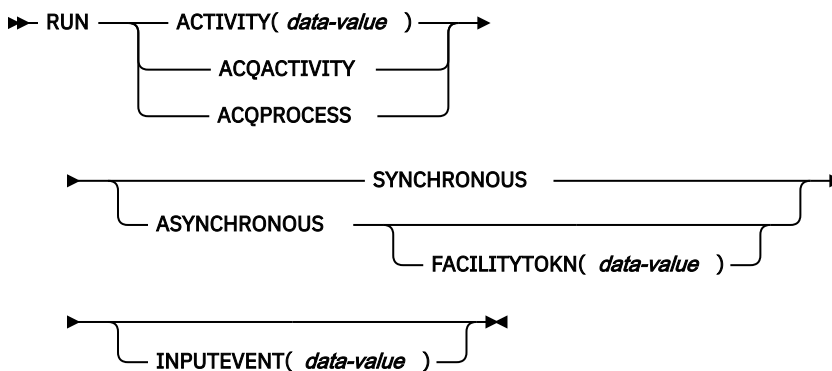 RUN ACTIVITY( data-value )
ACQACTIVITY
ACQPROCESS
SYNCHRONOUS
ASYNCHRONOUS
FACILITYTOKN( data-value )
INPUTEVENT( data-value )